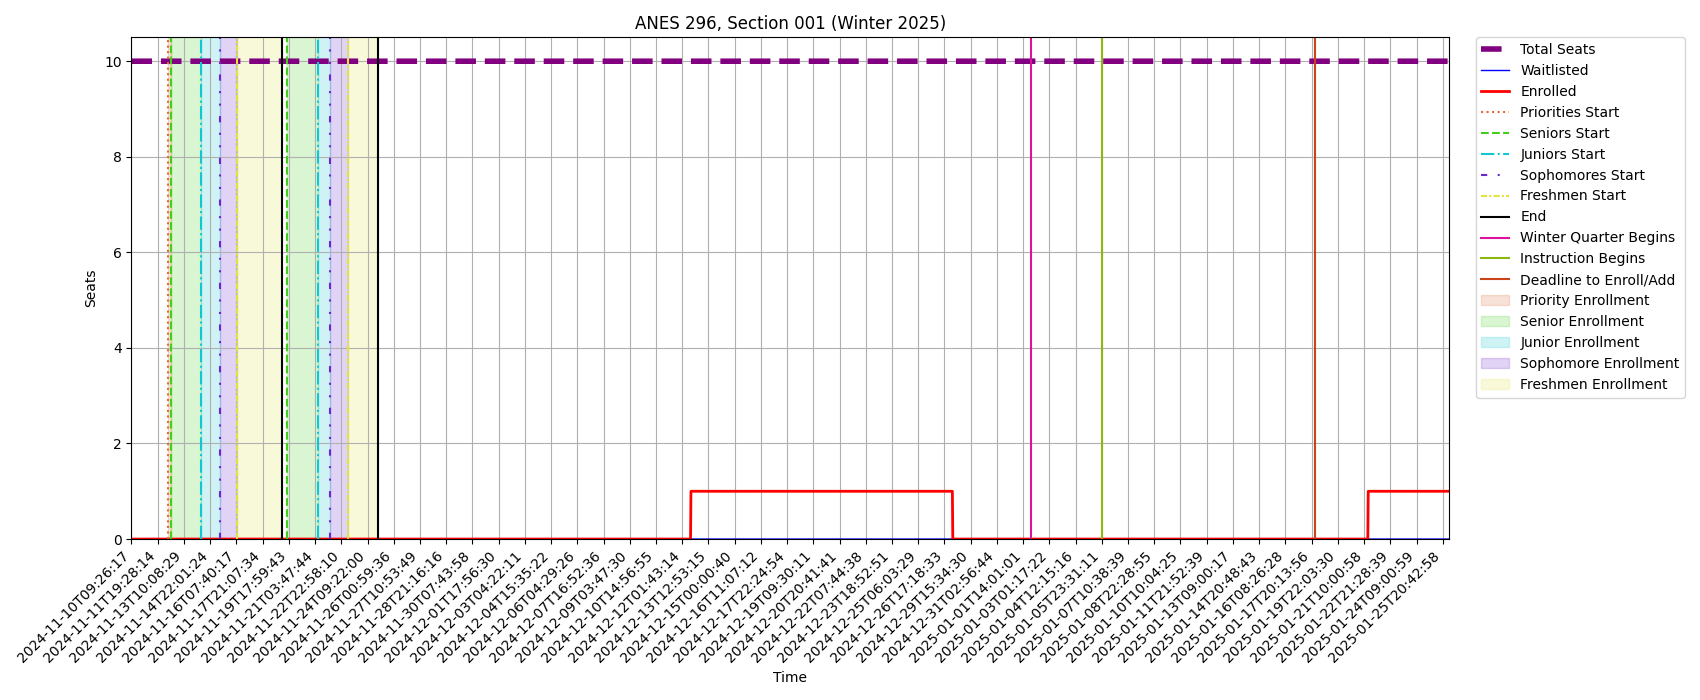 ANES 296, Section 001 (Winter 2025)
10
8
6
4
2
0
Seats
2024-11-10T09:26:17
2024-11-11T19:28:14
2024-11-13T10:08:29
2024-11-14T22:01:24
2024-11-16T07:40:17
2024-11-17T21:07:34
2024-11-19T17:59:43
2024-11-21T03:47:44
2024-11-22T22:58:10
2024-11-24T09:22:00
2024-11-26T00:59:36
2024-11-27T10:53:49
2024-11-28T21:16:16
2024-11-30T07:43:58
2024-12-01T17:56:30
2024-12-03T04:22:11
2024-12-04T15:35:22
2024-12-06T04:29:26
2024-12-07T16:52:36
2024-12-09T03:47:30
2024-12-10T14:56:55
2024-12-12T01:43:14
2024-12-13T12:53:15
2024-12-15T00:00:40
2024-12-16T11:07:12
2024-12-17T22:24:54
2024-12-19T09:30:11
2024-12-20T20:41:41
2024-12-22T07:44:38
2024-12-23T18:52:51
2024-12-25T06:03:29
2024-12-26T17:18:33
2024-12-29T15:34:30
2024-12-31T02:56:44
2025-01-01T14:01:01
2025-01-03T01:17:22
2025-01-04T12:15:16
2025-01-05T23:31:11
2025-01-07T10:38:39
2025-01-08T22:28:55
2025-01-10T10:04:25
2025-01-11T21:52:39
2025-01-13T09:00:17
2025-01-14T20:48:43
2025-01-16T08:26:28
2025-01-17T20:13:56
2025-01-19T22:03:30
2025-01-21T10:00:58
2025-01-22T21:28:39
2025-01-24T09:00:59
2025-01-25T20:42:58
Time
Total Seats
Waitlisted
Enrolled
Priorities Start
Seniors Start
Juniors Start
Sophomores Start
Freshmen Start
End
Winter Quarter Begins
Instruction Begins
Deadline to Enroll/Add
Priority Enrollment
Senior Enrollment
Junior Enrollment
Sophomore Enrollment
Freshmen Enrollment